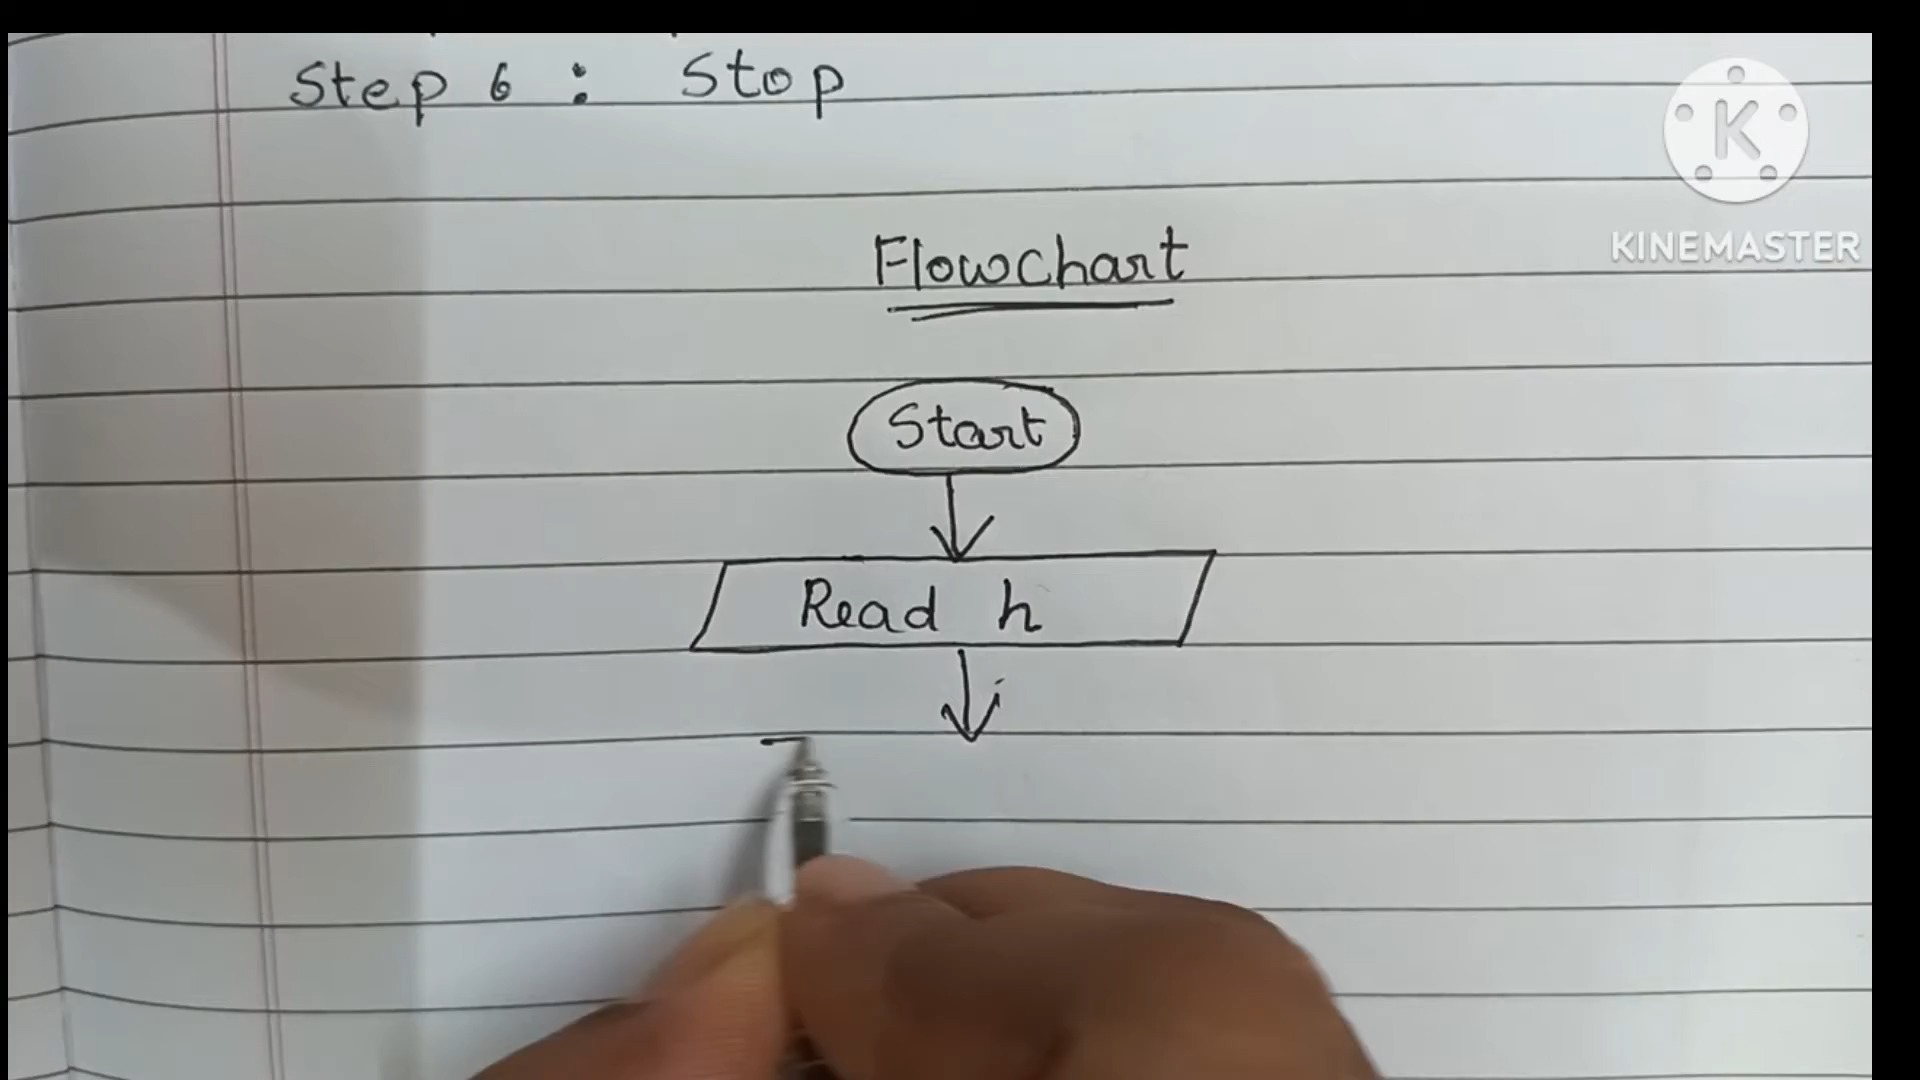 Step 6 : Stop
K
KINEMASTER
Flowchart
Start
Read h